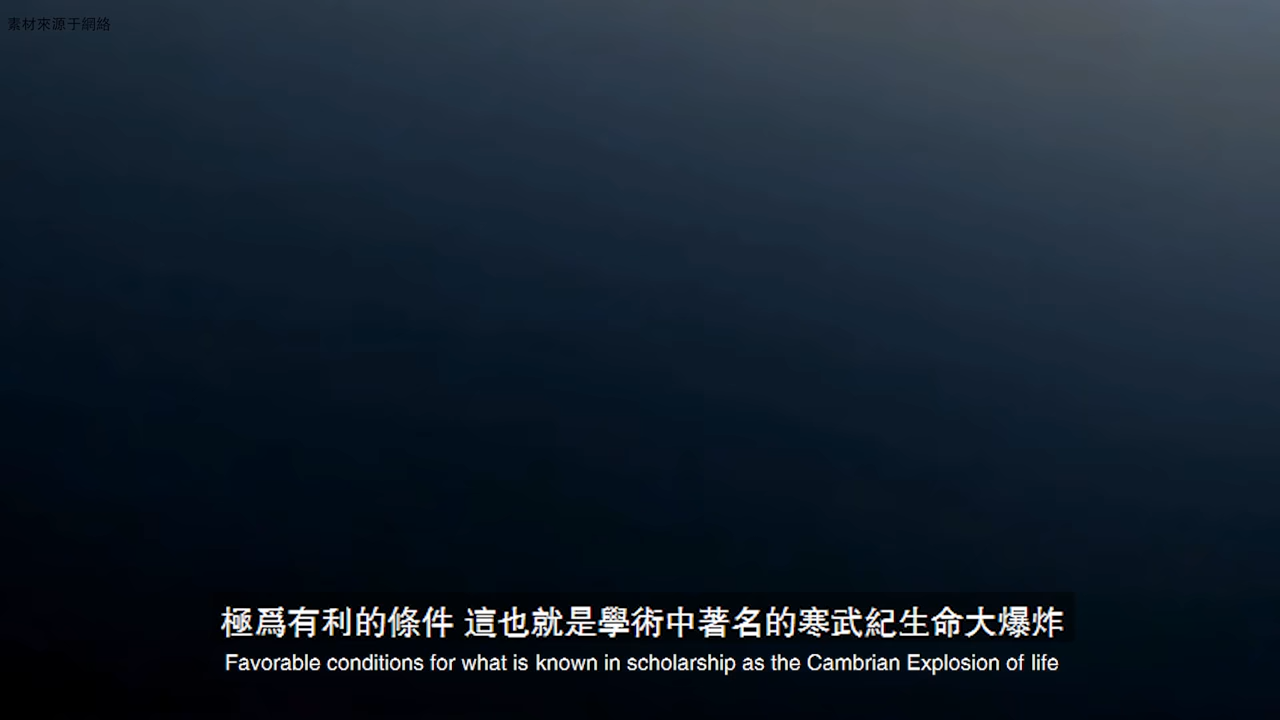 素材來源于網絡
極爲有利的條件 這也就是學術中著名的寒武紀生命大爆炸
Favorable conditions for what is known in scholarship as the Cambrian Explosion of life